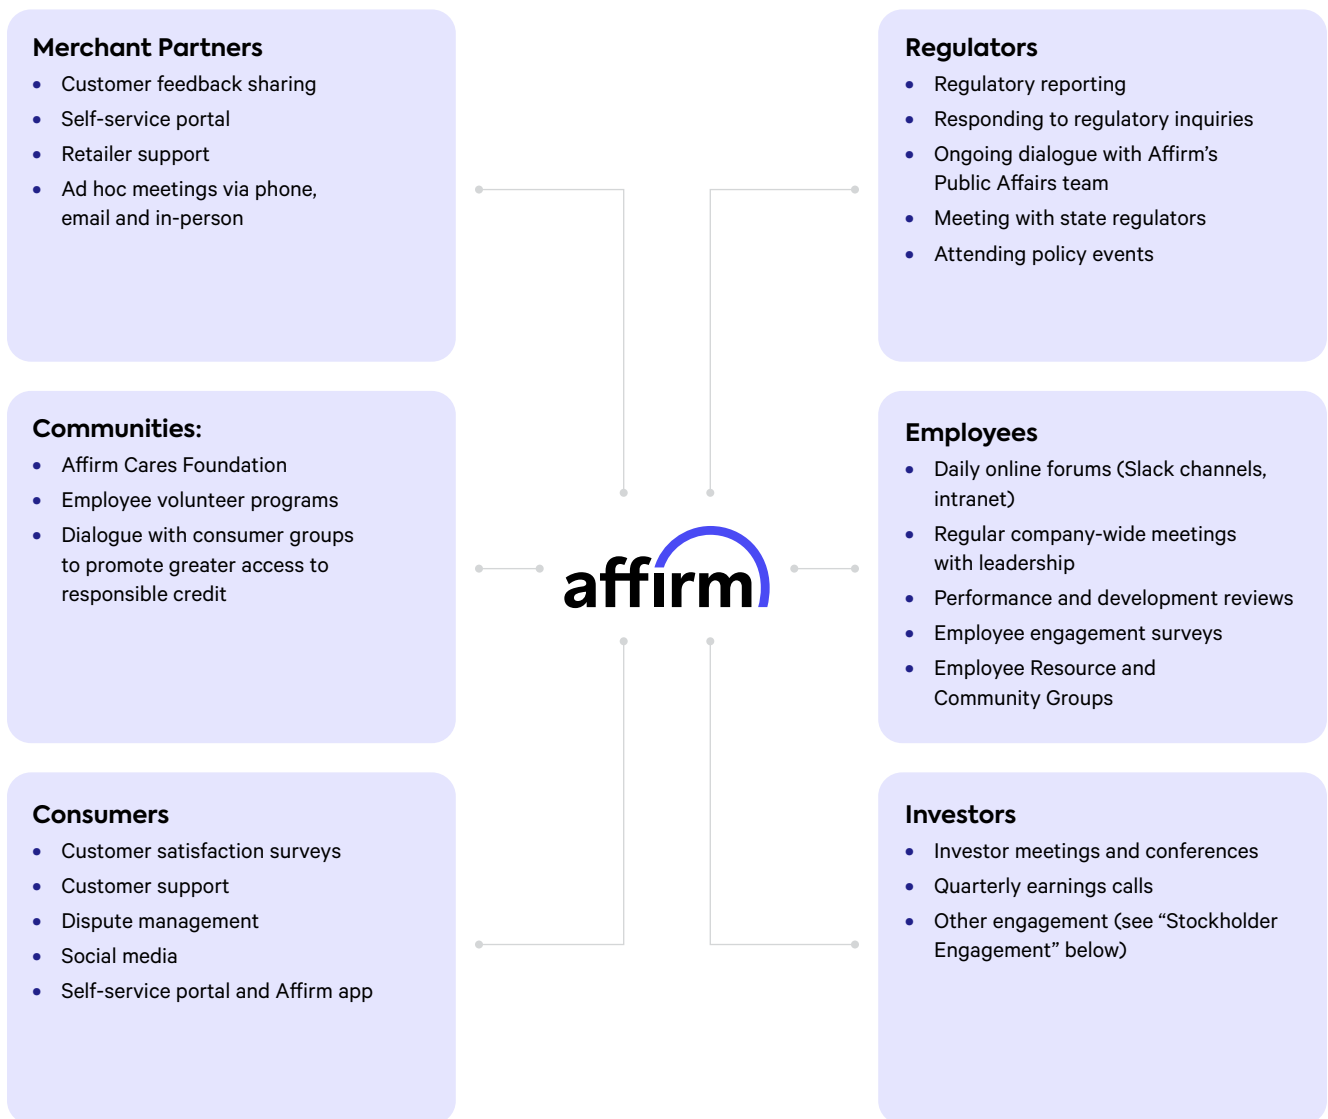 Merchant Partners
• Customer feedback sharing
• Self-service portal
• Retailer support
• Ad hoc meetings via phone,
email and in-person
Communities:
• Affirm Cares Foundation
• Employee volunteer programs
• Dialogue with consumer groups
to promote greater access to
responsible credit
Consumers
• Customer satisfaction surveys
• Customer support
• Dispute management
• Social media
• Self-service portal and Affirm app
affirm
Regulators
• Regulatory reporting
• Responding to regulatory inquiries
• Ongoing dialogue with Affirm’s
Public Affairs team
• Meeting with state regulators
• Attending policy events
Employees
• Daily online forums (Slack channels,
intranet)
• Regular company-wide meetings
with leadership
• Performance and development reviews
• Employee engagement surveys
• Employee Resource and
Community Groups
Investors
• Investor meetings and conferences
• Quarterly earnings calls
• Other engagement (see “Stockholder
Engagement” below)